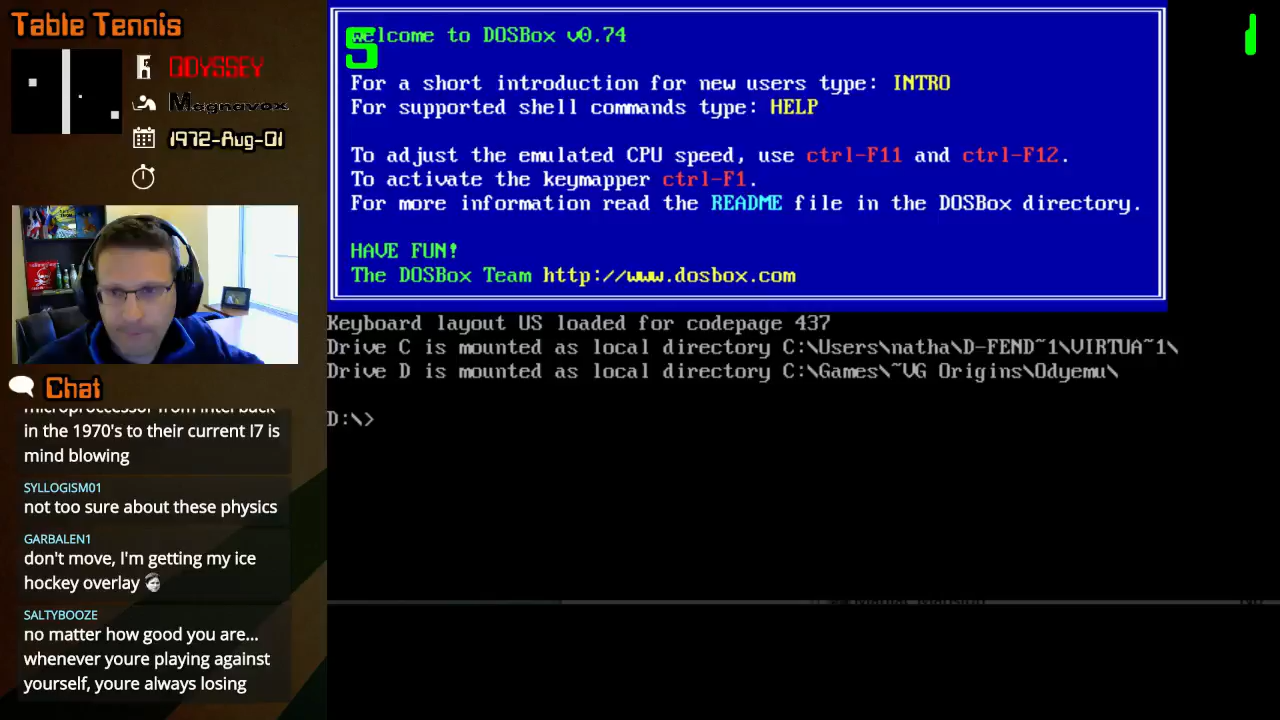 Table Tennis
ODYSSEY
Magnavox
1972-Aug-01
Chat
microproccessor from intel back
in the 1970's to their current I7 is
mind blowing
SYLLOGISM01
not too sure about these physics
GARBALEN1
don't move, I'm getting my ice
hockey overlay
SALTYBOOZE
no matter how good you are...
whenever youre playing against
yourself, youre always losing
5
1
Welcome to DOSBox v0.74
For a short introduction for new users type: INTRO
For supported shell commands type: HELP
To adjust the emulated CPU speed, use ctrl-F11 and ctrl-F12.
To activate the keymapper ctrl-F1.
For more information read the README file in the DOSBox directory.
HAVE FUN!
The DOSBox Team http://www.dosbox.com
Keyboard layout US loaded for codepage 437
Drive C is mounted as local directory C:\Users\natha\D-FEND~1\VIRTUA~1\
Drive D is mounted as local directory C:\Games\~VG Origins\Odyemu\
D:\>